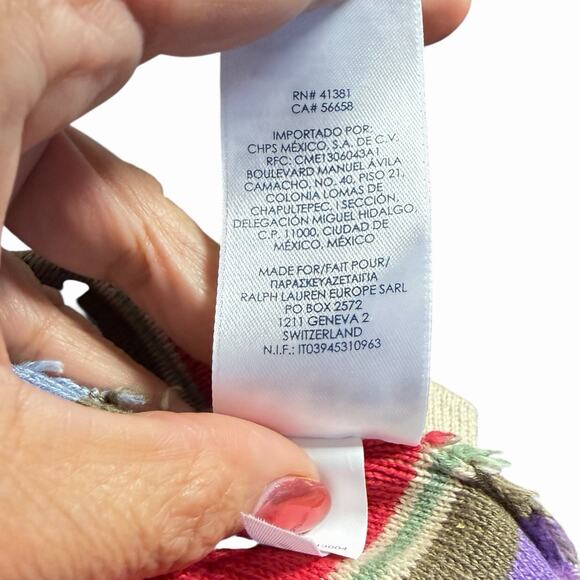 RN# 41381
CA# 56658
IMPORTADO POR:
CHPS MÉXICO, S.A. DE C.V.
RFC: CME1306043A1
BOULEVARD MANUEL ÁVILA
CAMACHO, NO. 40, PISO 21,
COLONIA LOMAS DE
CHAPULTEPEC, I SECCIÓN,
DELEGACIÓN MIGUEL HIDALGO,
C.P. 11000, CIUDAD DE
MÉXICO, MÉXICO
MADE FOR/FAIT POUR/
ΠΑΡΑΣΚΕΥΑΖΕΤΑΙΓΙΑ
RALPH LAUREN EUROPE SARL
PO BOX 2572
1211 GENEVA 2
SWITZERLAND
N.I.F.: IT03945310963